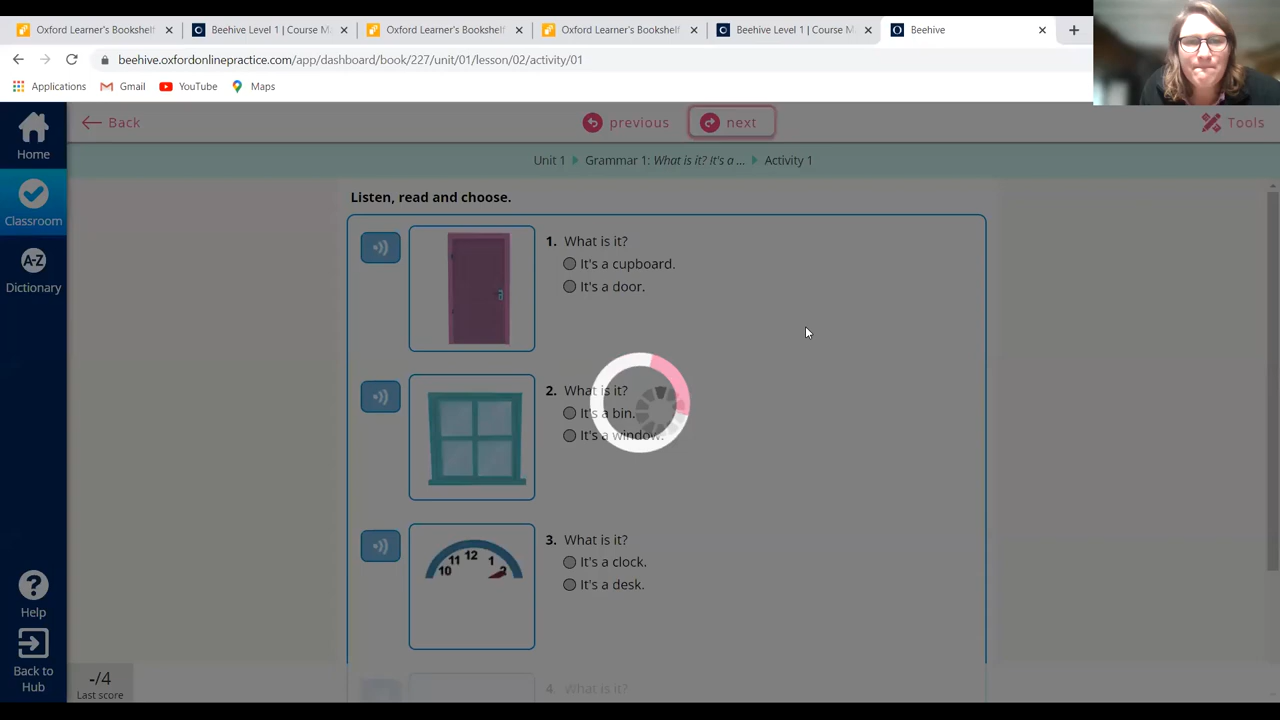 Oxford Learner's Bookshelf
Beehive Level 1 | Course M
Oxford Learner's Bookshelf
Oxford Learner's Bookshelf
Beehive Level 1 | Course M
Beehive
beehive.oxfordonlinepractice.com/app/dashboard/book/227/unit/01/lesson/02/activity/01
Applications
Gmail
YouTube
Maps
Home
Classroom
A-Z
Dictionary
Help
Back to
Hub
Back
previous
next
Tools
Unit 1
Grammar 1: What is it? It's a ...
Activity 1
Listen, read and choose.
1. What is it?
It's a cupboard.
It's a door.
2. What is it?
It's a bin.
It's a window.
10 11 12 1 2
3. What is it?
It's a clock.
It's a desk.
4. What is it?
-/4
Last score